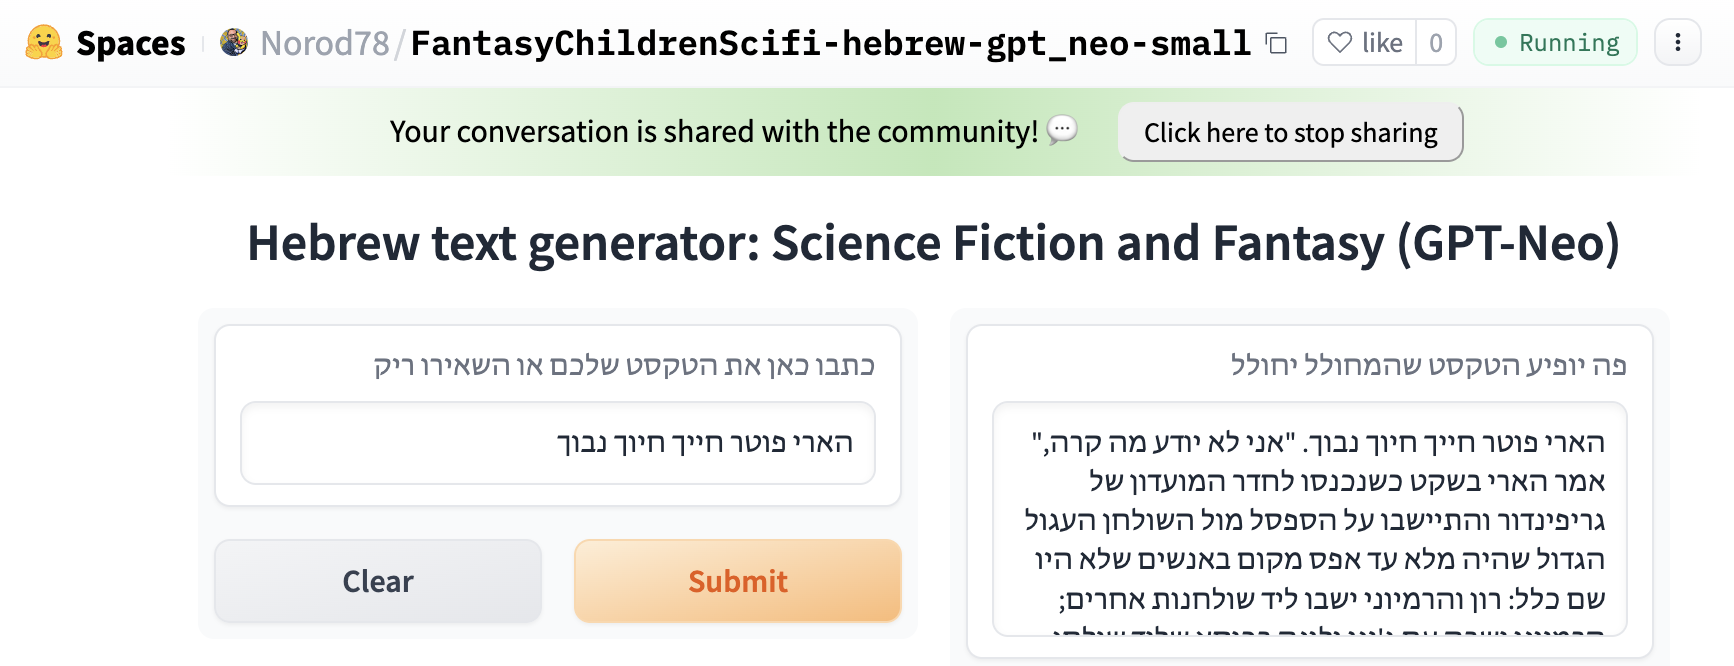 Spaces Norod78/FantasyChildrenScifi-hebrew-gpt_neo-small like 0 Running
Your conversation is shared with the community! Click here to stop sharing
Hebrew text generator: Science Fiction and Fantasy (GPT-Neo)
כתבו כאן את הטקסט שלכם או השאירו ריק
הארי פוטר חייך חיוך נבוך
Clear Submit
פה יופיע הטקסט שהמחולל יחולל
הארי פוטר חייך חיוך נבוך. "אני לא יודע מה קרה,"
אמר הארי בשקט כשנכנסו לחדר המועדון של
גריפינדור והתיישבו על הספסל מול השולחן העגול
הגדול שהיה מלא עד אפס מקום באנשים שלא היו
שם כלל: רון והרמיוני ישבו ליד שולחנות אחרים;